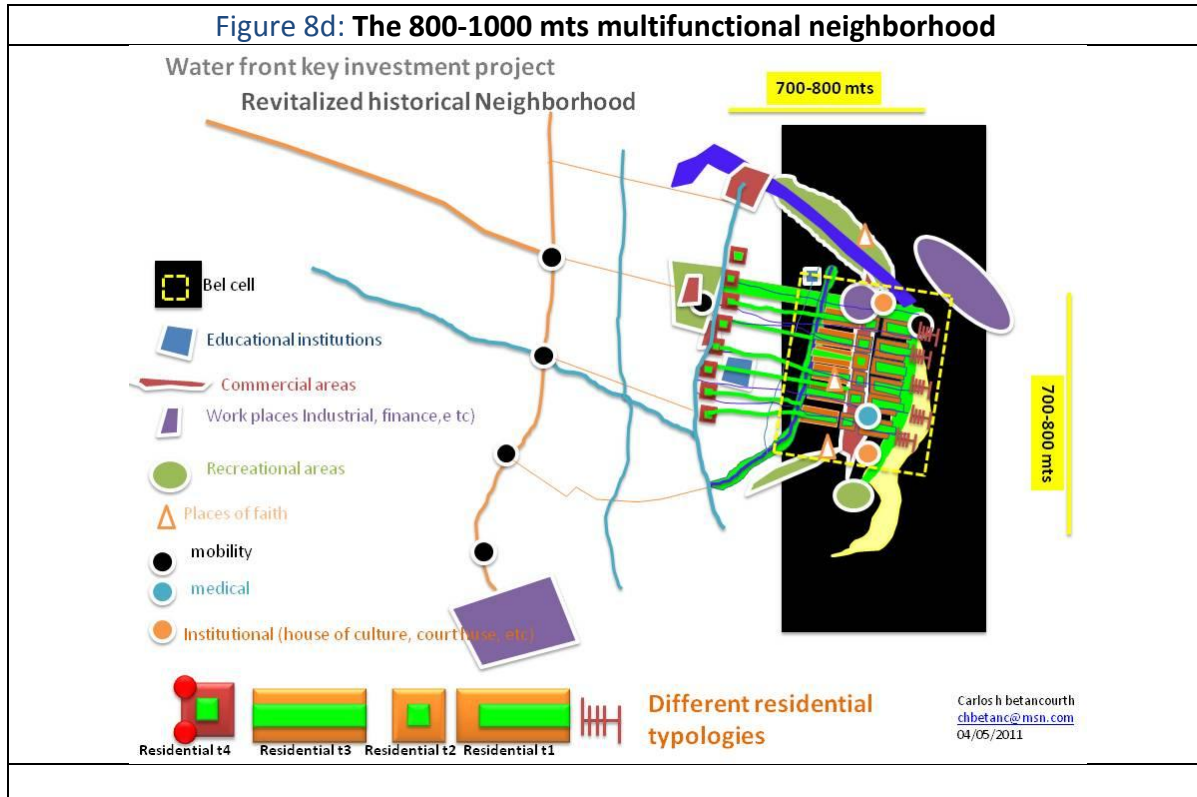 Figure 8d: The 800-1000 mts multifunctional neighborhood
Water front key investment project
Revitalized historical Neighborhood
700-800 mts
Bel cell
Educational institutions
Commercial areas
Work places Industrial, finance,e tc)
Recreational areas
Places of faith
mobility
medical
Institutional (house of culture, court huse, etc)
700-800 mts
Different residential
typologies
Residential t4
Residential t3
Residential t2
Residential t1
Carlos h betancourth
chbetanc@msn.com
04/05/2011